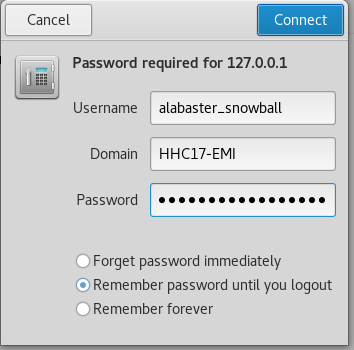 Cancel Connect
Password required for 127.0.0.1
Username alabaster_snowball
Domain HHC17-EMI
Password ●●●●●●●●●●●●●●●●●
Forget password immediately
Remember password until you logout
Remember forever